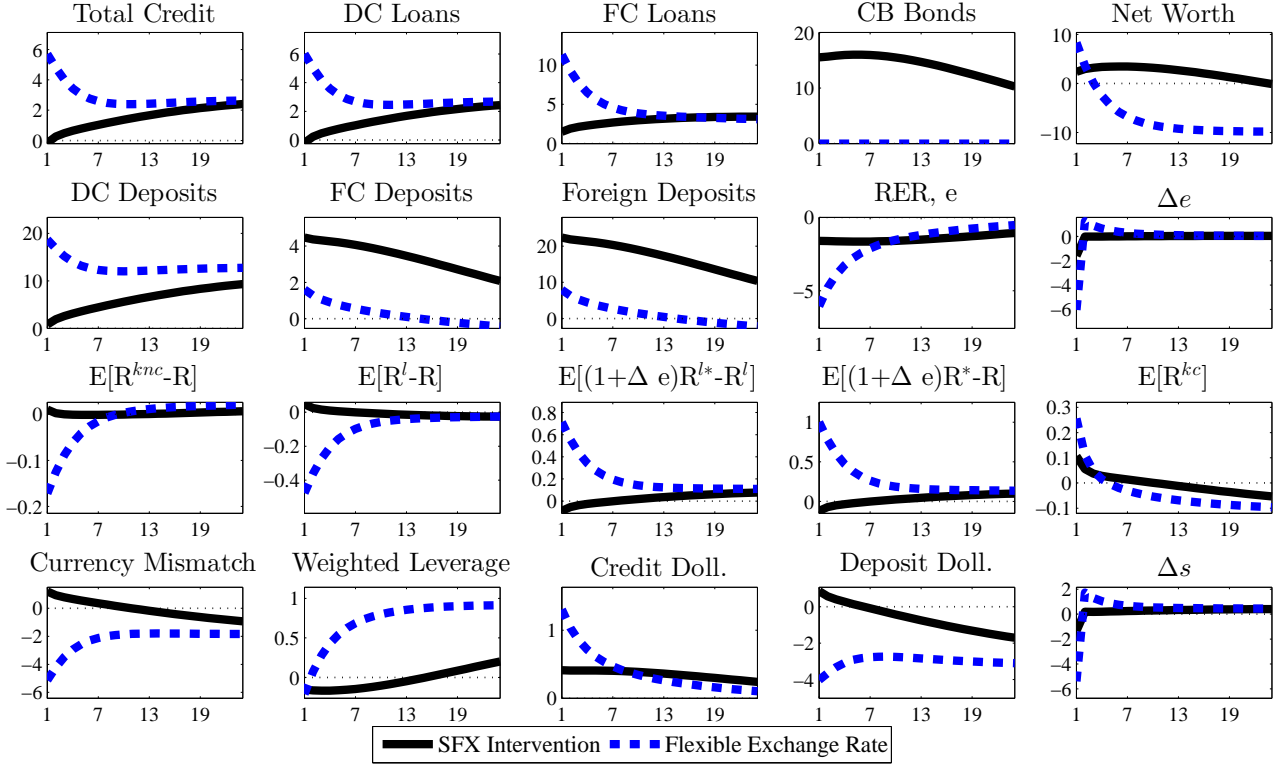 Total Credit DC Loans FC Loans CB Bonds Net Worth
6 4 2 0
1 7 13 19
6 4 2 0
1 7 13 19
10 5 0
1 7 13 19
20 15 10 5 0
1 7 13 19
10 0 −10
1 7 13 19
DC Deposits FC Deposits Foreign Deposits RER, e Δe
20 10 0
1 7 13 19
4 2 0
1 7 13 19
20 10 0
1 7 13 19
0 −5
1 7 13 19
0 −2 −4 −6
1 7 13 19
E[R^{knc}-R] E[R^l-R] E[(1+Δ e)R^{l*}-R^l] E[(1+Δ e)R^*-R] E[R^{kc}]
0 −0.1 −0.2
1 7 13 19
0 −0.2 −0.4
1 7 13 19
0.8 0.6 0.4 0.2 0
1 7 13 19
1 0.5 0
1 7 13 19
0.3 0.2 0.1 0 −0.1
1 7 13 19
Currency Mismatch Weighted Leverage Credit Doll. Deposit Doll. Δs
0 −2 −4 −6
1 7 13 19
1 0.5 0
1 7 13 19
1 0
1 7 13 19
0 −2 −4
1 7 13 19
2 0 −2 −4 −6
1 7 13 19
SFX Intervention Flexible Exchange Rate